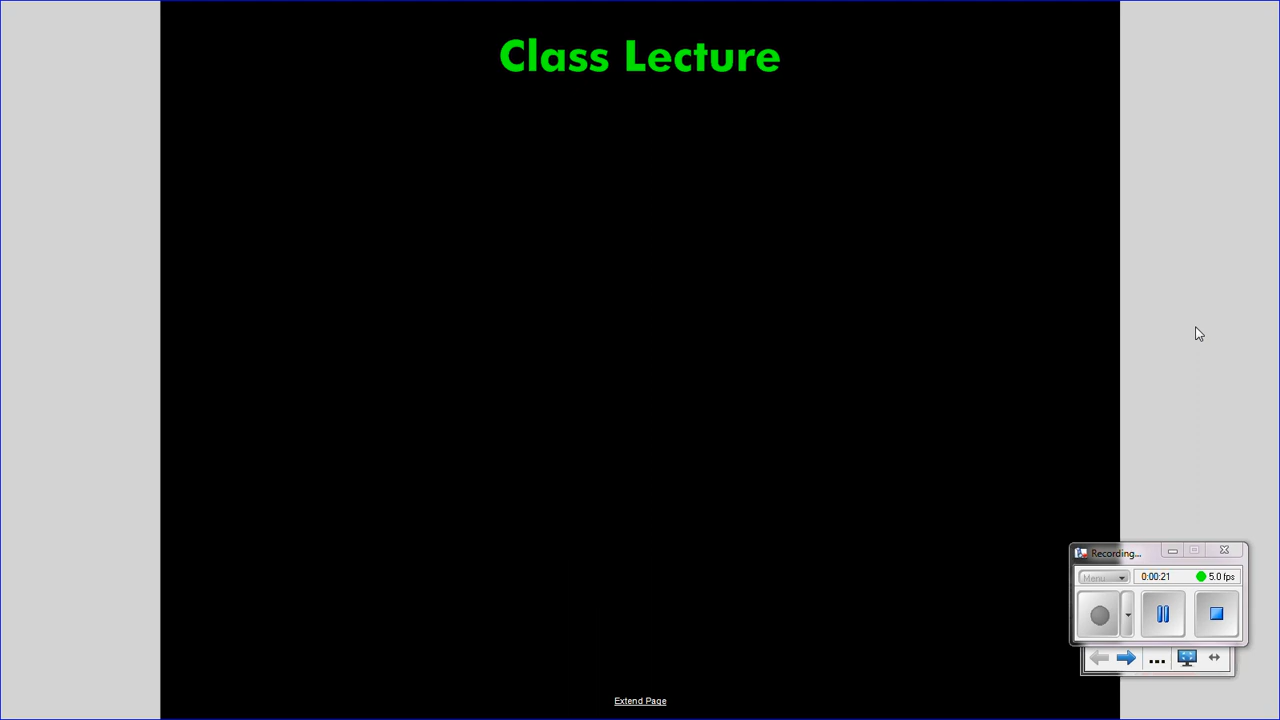 Class Lecture
Recording...
Menu
0:00:21
5.0 fps
Extend Page